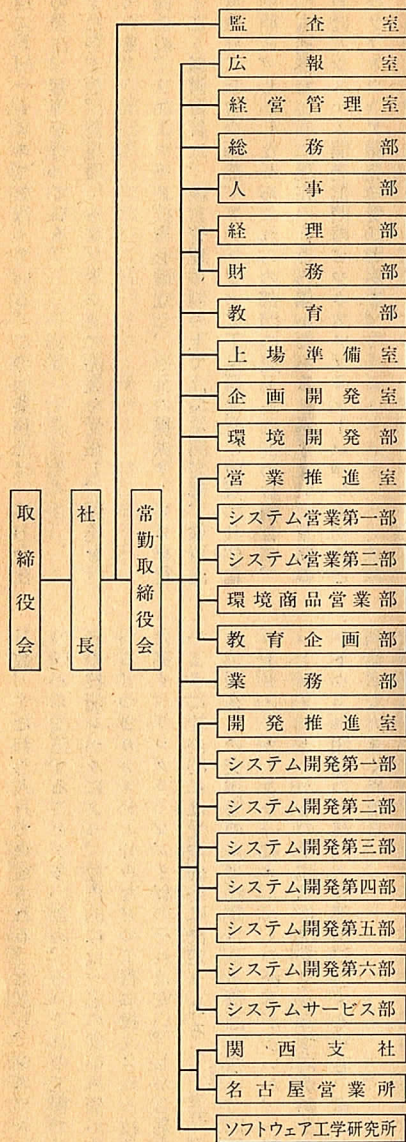 取締役会
社長
常勤取締役会
監査室
広報室
経営管理室
総務部
人事部
経理部
財務部
教育部
上場準備室
企画開発室
環境開発部
営業推進室
システム営業第一部
システム営業第二部
環境商品営業部
教育企画部
業務部
開発推進室
システム開発第一部
システム開発第二部
システム開発第三部
システム開発第四部
システム開発第五部
システム開発第六部
システムサービス部
関西支社
名古屋営業所
ソフトウェア工学研究所